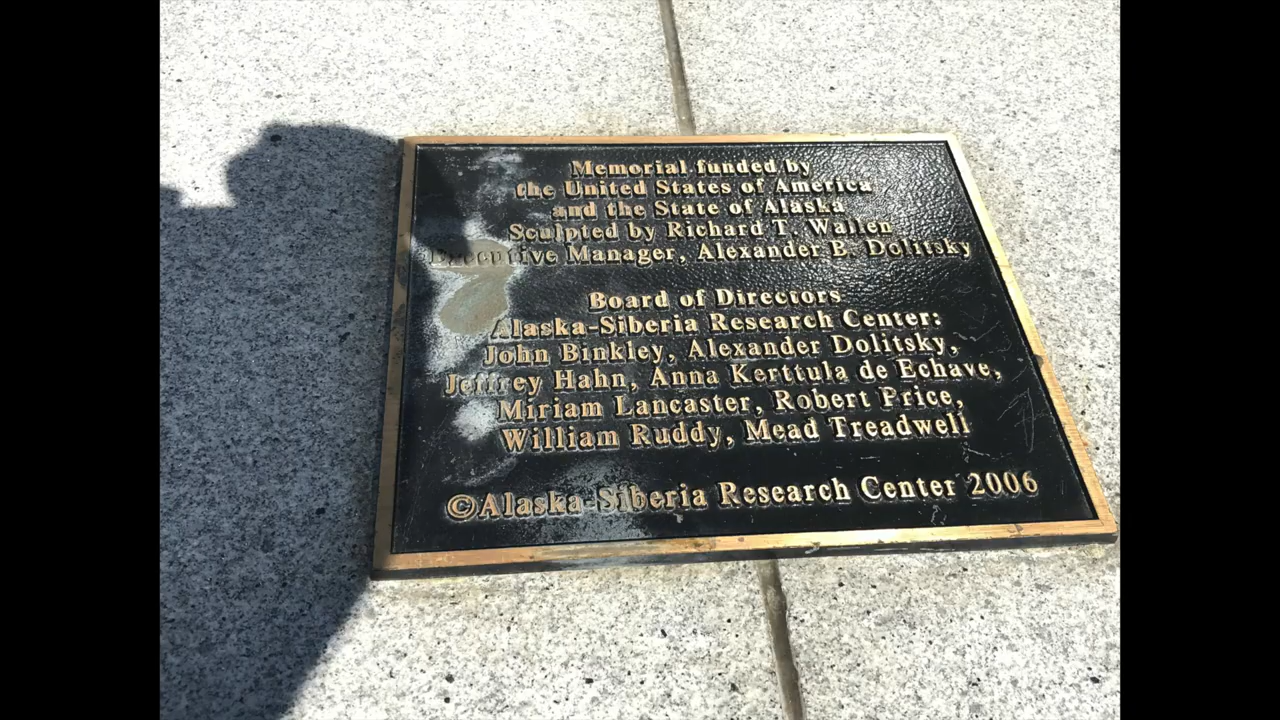 Memorial funded by
the United States of America
and the State of Alaska
Sculpted by Richard T. Wallen
Executive Manager, Alexander B. Dolitsky
Board of Directors
Alaska-Siberia Research Center:
John Binkley, Alexander Dolitsky,
Jeffrey Hahn, Anna Kerttula de Echave,
Miriam Lancaster, Robert Price,
William Ruddy, Mead Treadwell
©Alaska-Siberia Research Center 2006